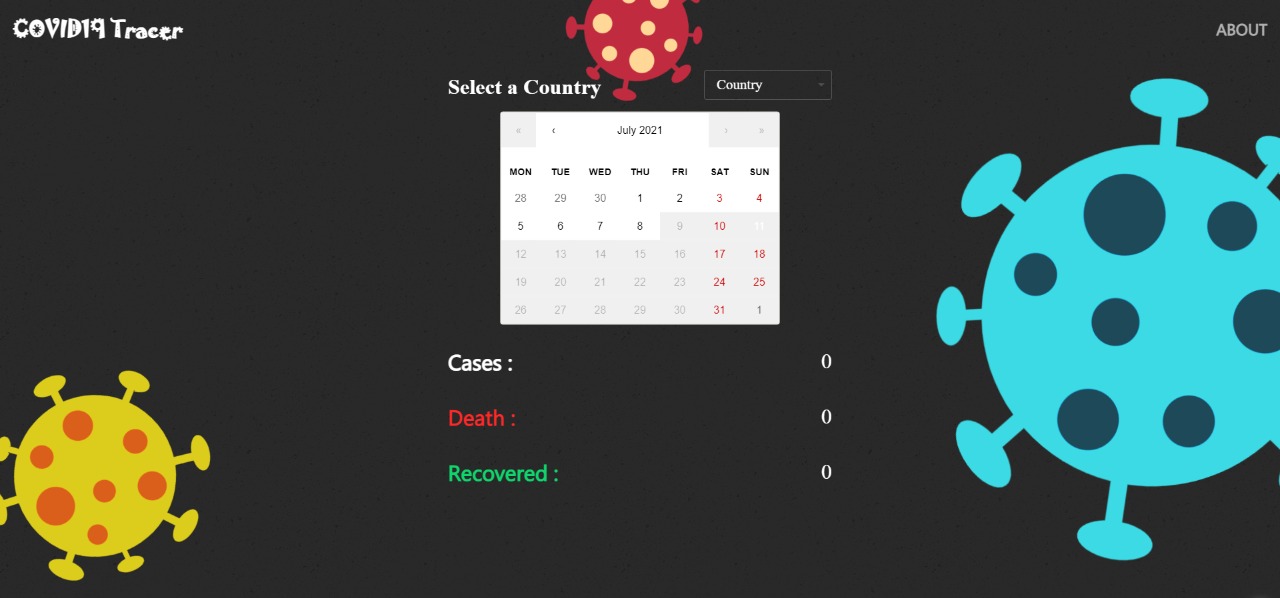 COVID19 Tracer
ABOUT
Select a Country
Country
« ‹ July 2021 › »
MON TUE WED THU FRI SAT SUN
28 29 30 1 2 3 4
5 6 7 8 9 10 11
12 13 14 15 16 17 18
19 20 21 22 23 24 25
26 27 28 29 30 31 1
Cases : 0
Death : 0
Recovered : 0